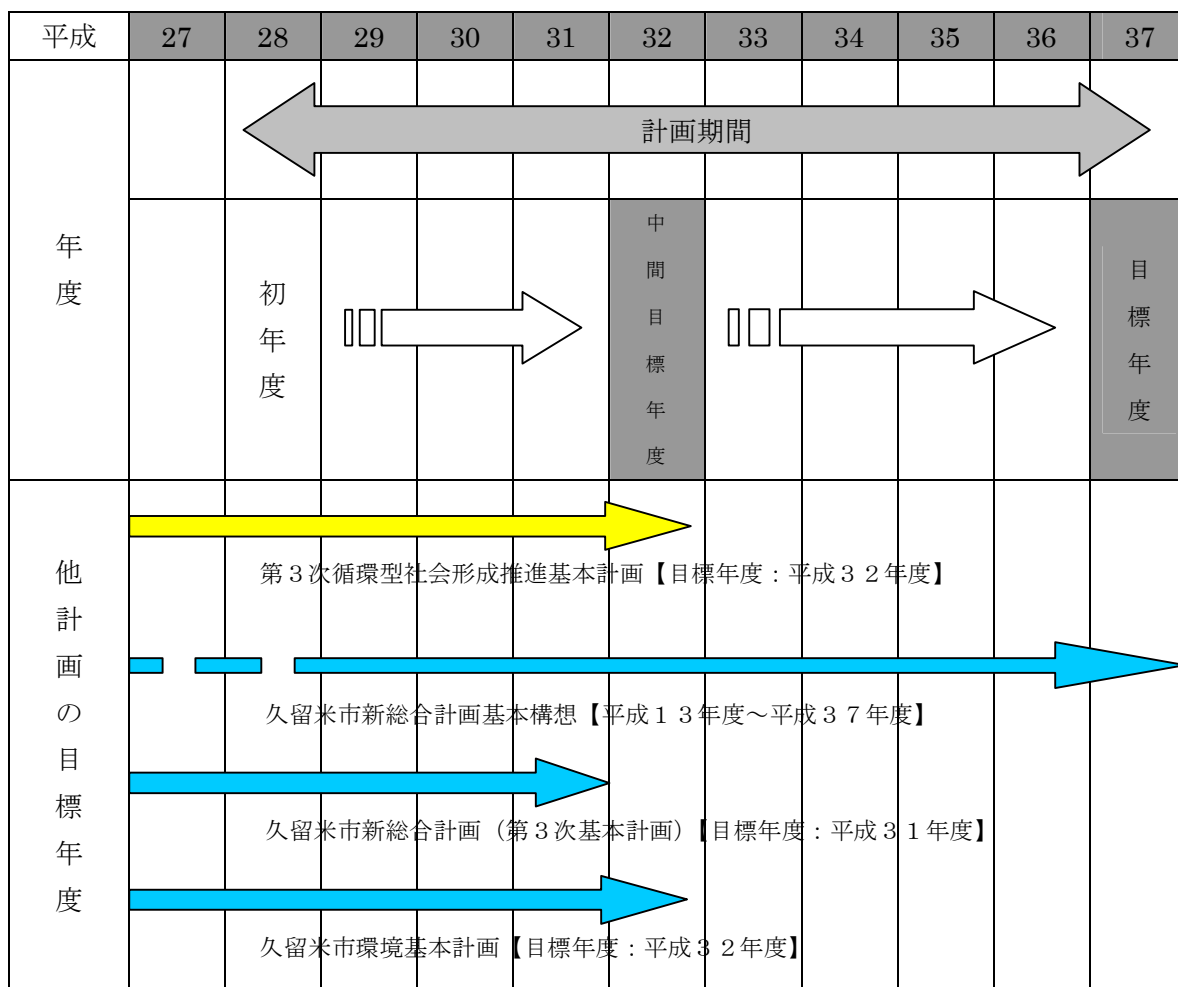 平成 27 28 29 30 31 32 33 34 35 36 37
計画期間
年度
初年度
中間目標年度
目標年度
他計画の目標年度
第３次循環型社会形成推進基本計画【目標年度：平成３２年度】
久留米市新総合計画基本構想【平成１３年度～平成３７年度】
久留米市新総合計画（第３次基本計画）【目標年度：平成３１年度】
久留米市環境基本計画【目標年度：平成３２年度】